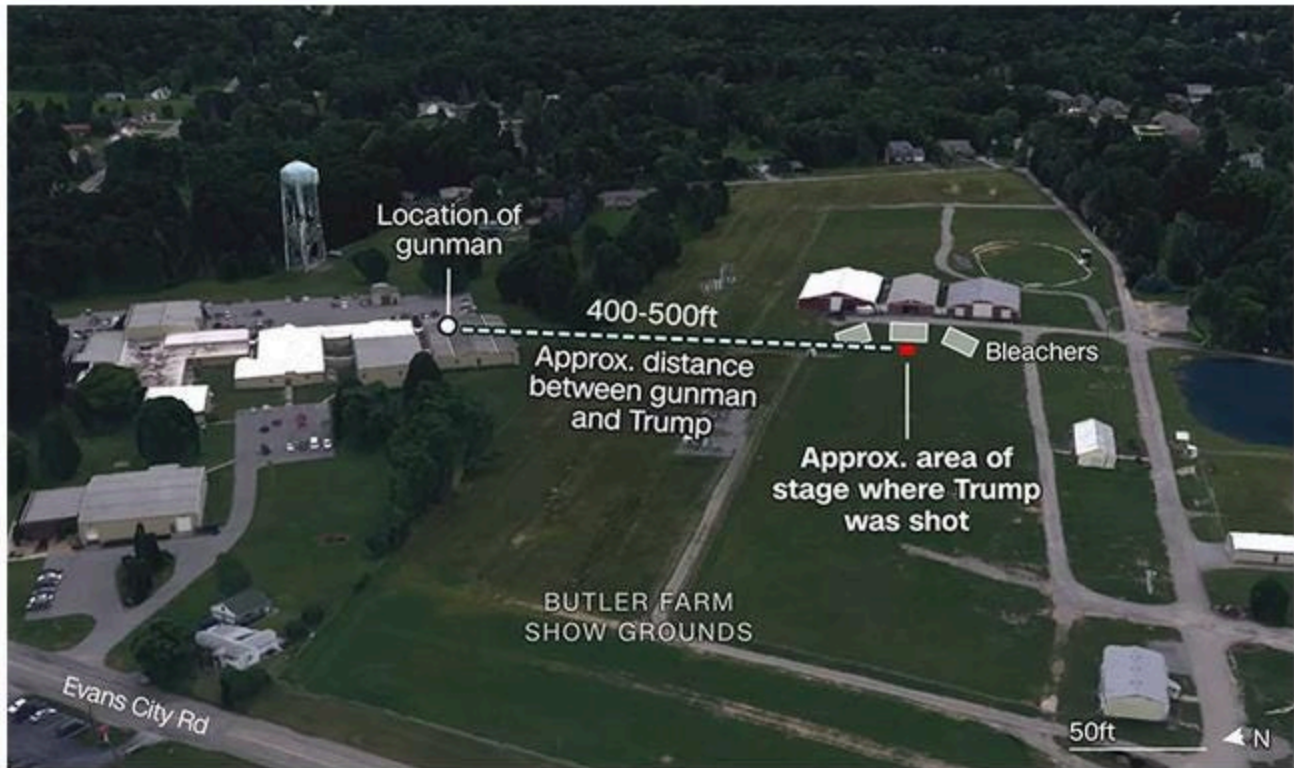 Location of
gunman
400-500ft
Approx. distance
between gunman
and Trump
Bleachers
Approx. area of
stage where Trump
was shot
BUTLER FARM
SHOW GROUNDS
Evans City Rd
50ft
N